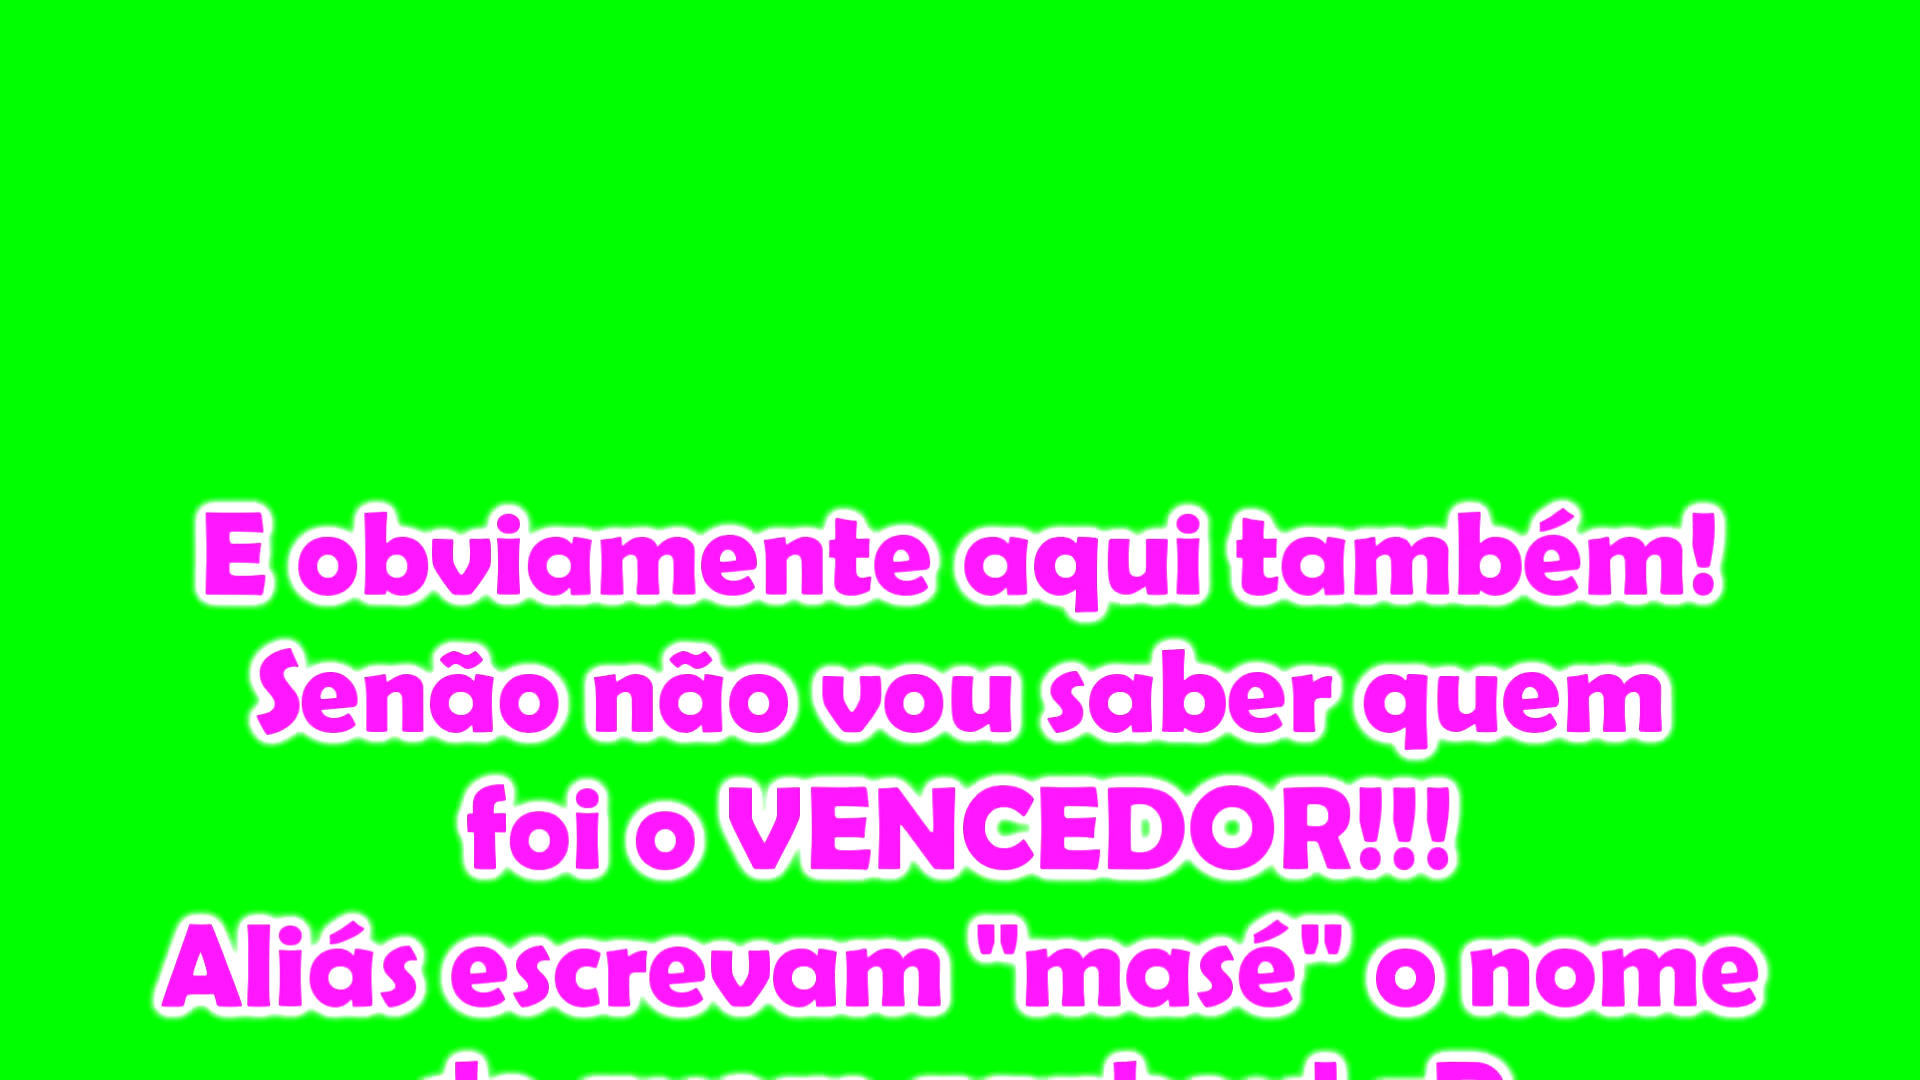 E obviamente aqui também!
Senão não vou saber quem
foi o VENCEDOR!!!
Aliás escrevam "masé" o nome